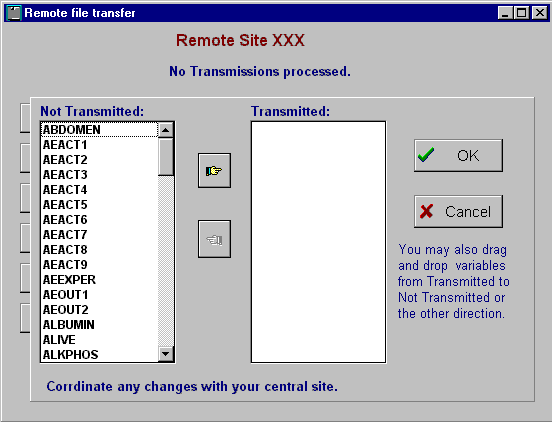 Remote file transfer
Remote Site XXX
No Transmissions processed.
Not Transmitted:
ABDOMEN
AEACT1
AEACT2
AEACT3
AEACT4
AEACT5
AEACT6
AEACT7
AEACT8
AEACT9
AEEXPER
AEOUT1
AEOUT2
ALBUMIN
ALIVE
ALKPHOS
Transmitted:
OK
Cancel
You may also drag
and drop variables
from Transmitted to
Not Transmitted or
the other direction.
Corrdinate any changes with your central site.